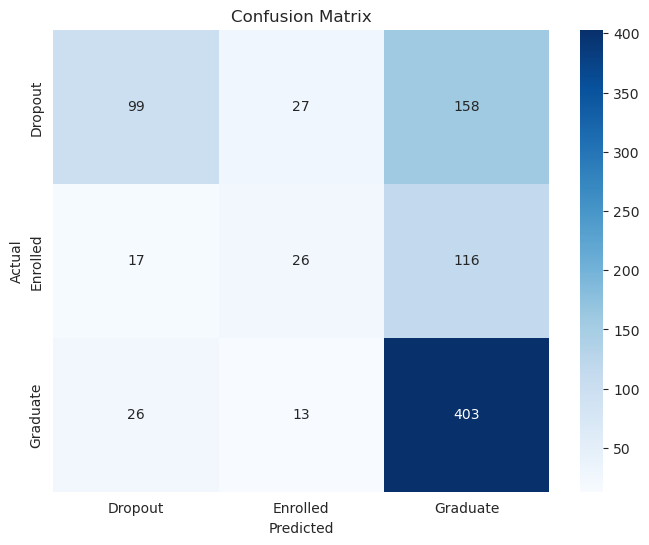 Confusion Matrix
Dropout
99
27
158
Actual
Enrolled
17
26
116
Graduate
26
13
403
Dropout
Enrolled
Graduate
Predicted
400
350
300
250
200
150
100
50